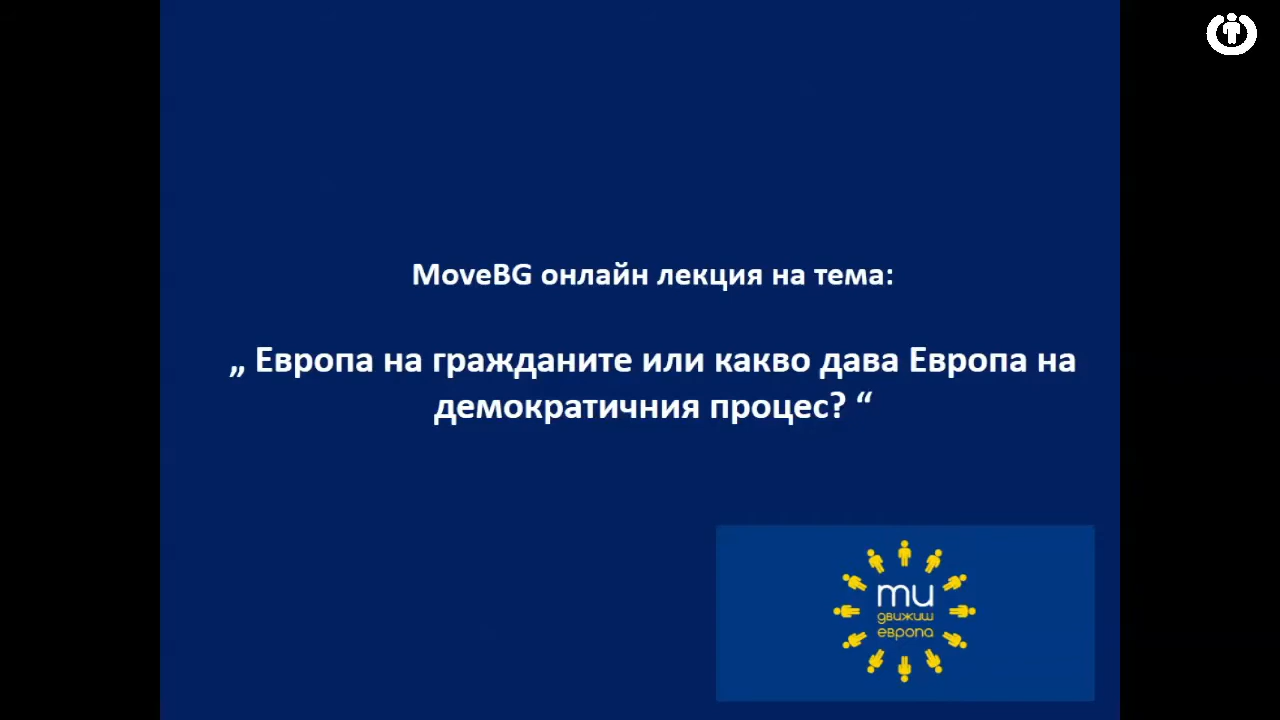 MoveBG онлайн лекция на тема:
„ Европа на гражданите или какво дава Европа на
демократичния процес? “
ти
движиш
европа